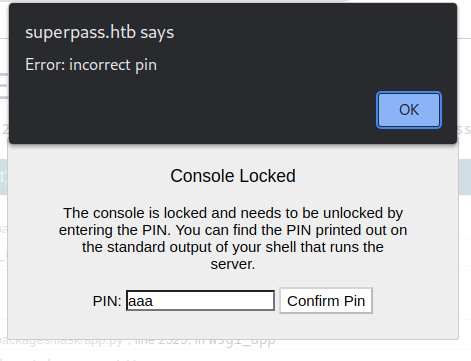 superpass.htb says
Error: incorrect pin
OK
Console Locked
The console is locked and needs to be unlocked by
entering the PIN. You can find the PIN printed out on
the standard output of your shell that runs the
server.
PIN: aaa Confirm Pin
packages/flask/app.py", line 2525, in wsgi_app